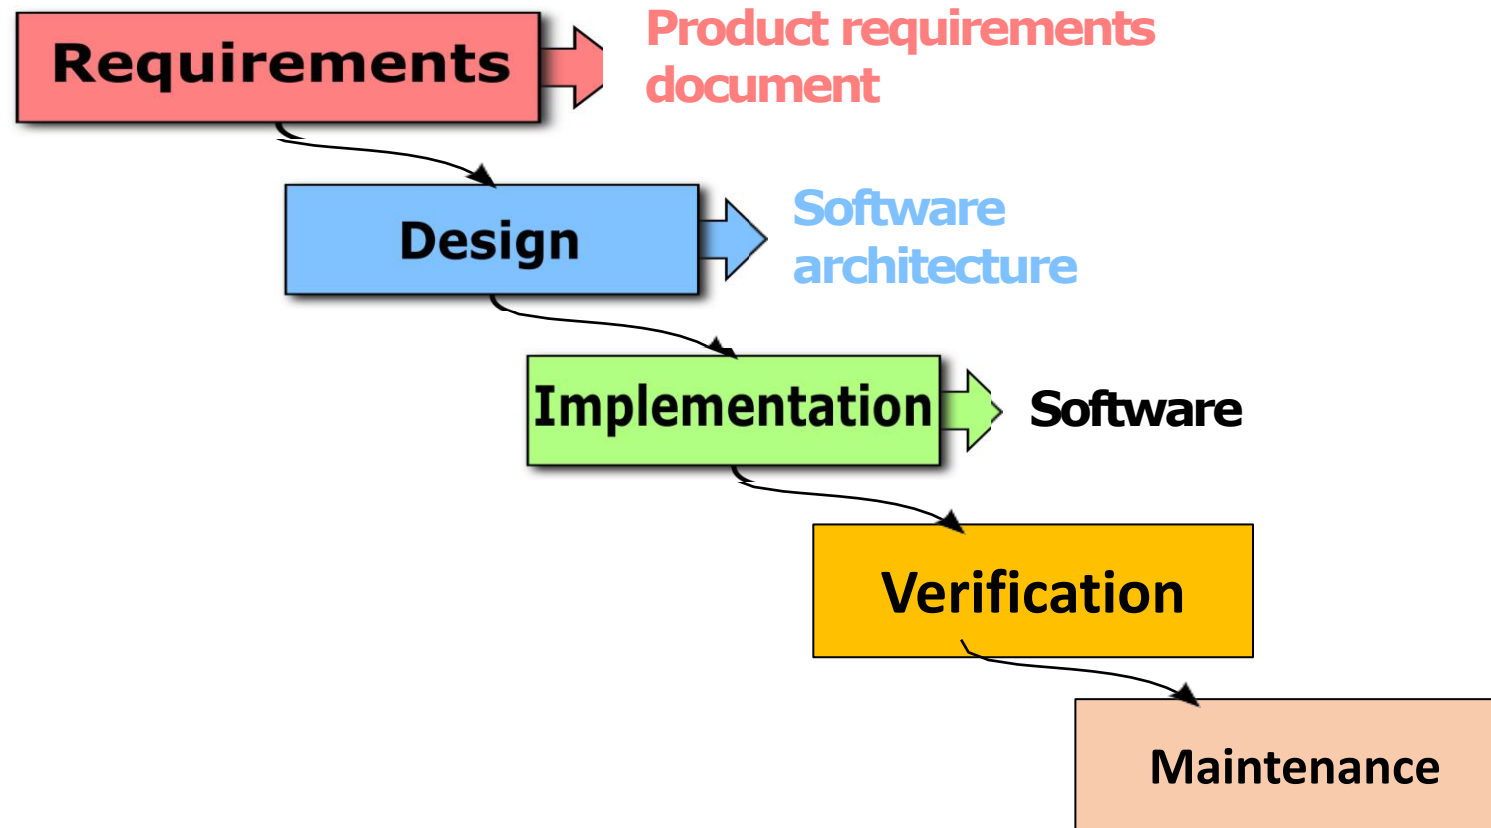 Requirements
Product requirements
document
Design
Software
architecture
Implementation
Software
Verification
Maintenance